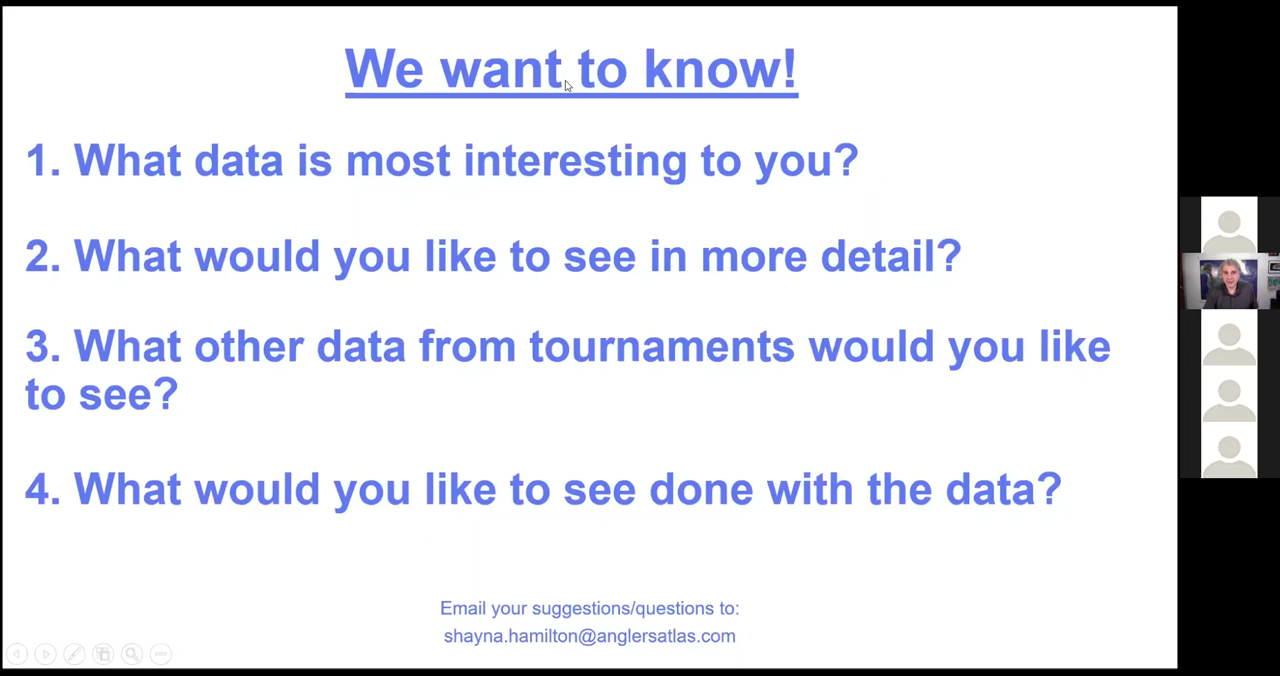 We want to know!
1. What data is most interesting to you?
2. What would you like to see in more detail?
3. What other data from tournaments would you like
to see?
4. What would you like to see done with the data?
Email your suggestions/questions to:
shayna.hamilton@anglersatlas.com